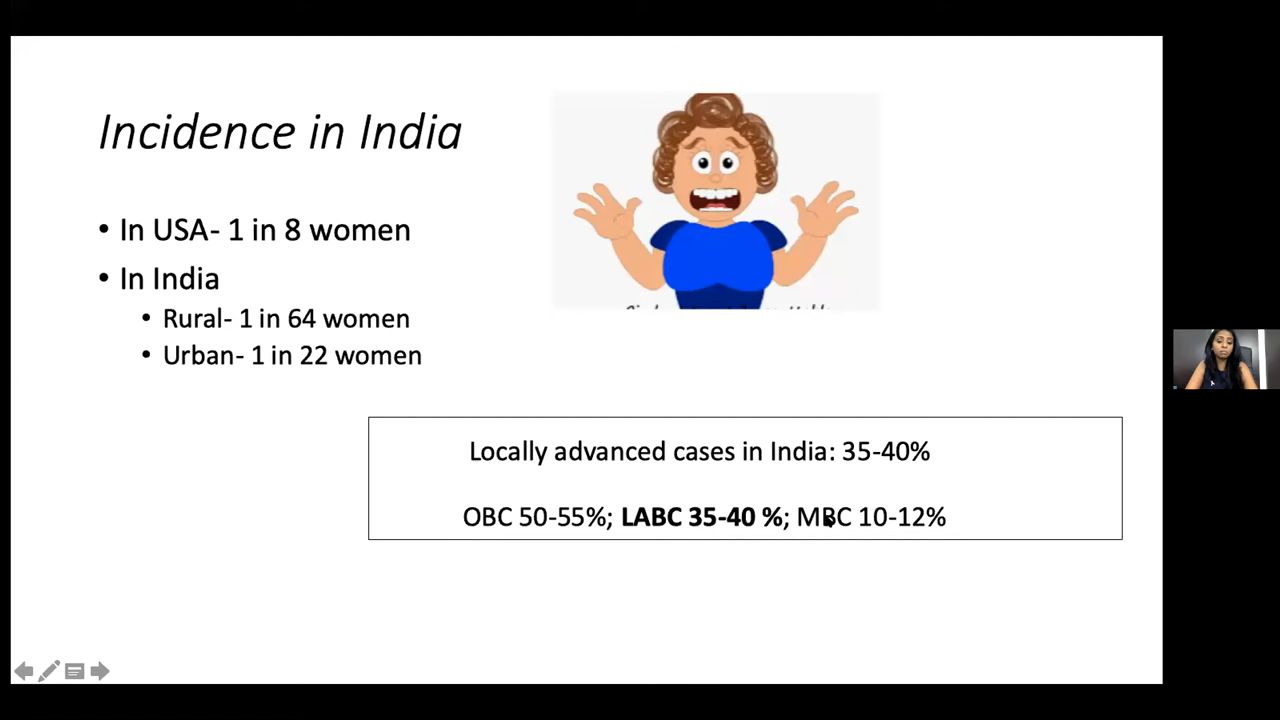 Incidence in India
• In USA- 1 in 8 women
• In India
• Rural- 1 in 64 women
• Urban- 1 in 22 women
Locally advanced cases in India: 35-40%
OBC 50-55%; LABC 35-40 %; MBC 10-12%